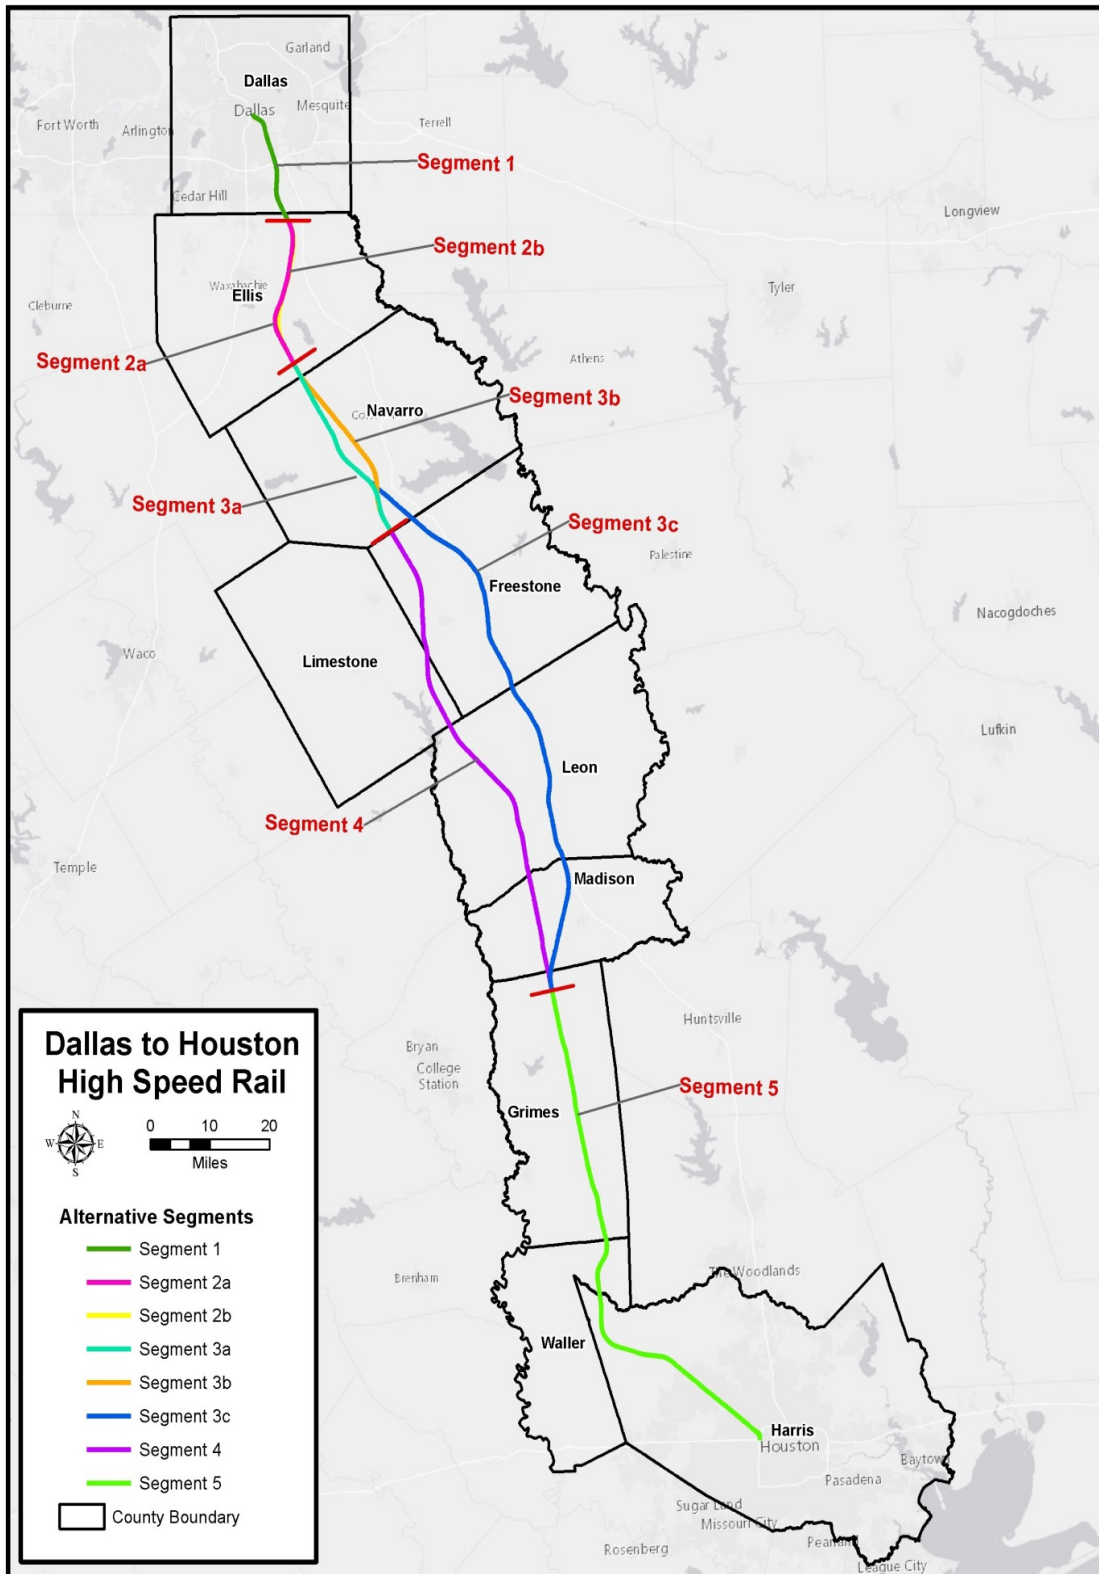 Garland
Dallas
Dallas
Mesquite
Fort Worth
Arlington
Terrell
Segment 1
Cedar Hill
Longview
Segment 2b
Waxahachie
Ellis
Tyler
Cleburne
Segment 2a
Athens
Segment 3b
Navarro
Segment 3a
Segment 3c
Palestine
Freestone
Nacogdoches
Waco
Limestone
Lufkin
Leon
Segment 4
Temple
Madison
Huntsville
Bryan
College
Station
Segment 5
Grimes
The Woodlands
Brenham
Waller
Harris
Houston
Baytown
Pasadena
Sugar Land
Missouri City
Rosenberg
League City
Dallas to Houston
High Speed Rail
N
W E
S
0 10 20
Miles
Alternative Segments
Segment 1
Segment 2a
Segment 2b
Segment 3a
Segment 3b
Segment 3c
Segment 4
Segment 5
County Boundary